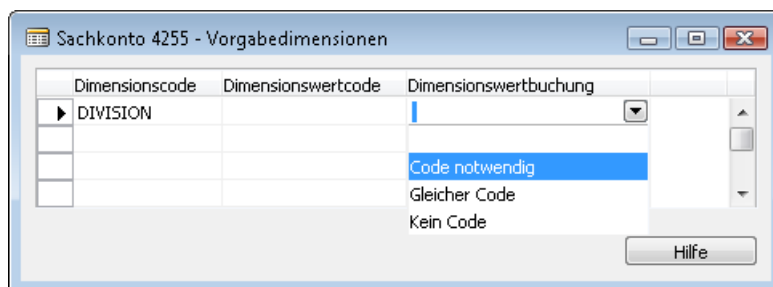 Sachkonto 4255 - Vorgabedimensionen
Dimensionscode Dimensionswertcode Dimensionswertbuchung
DIVISION
Code notwendig
Gleicher Code
Kein Code
Hilfe